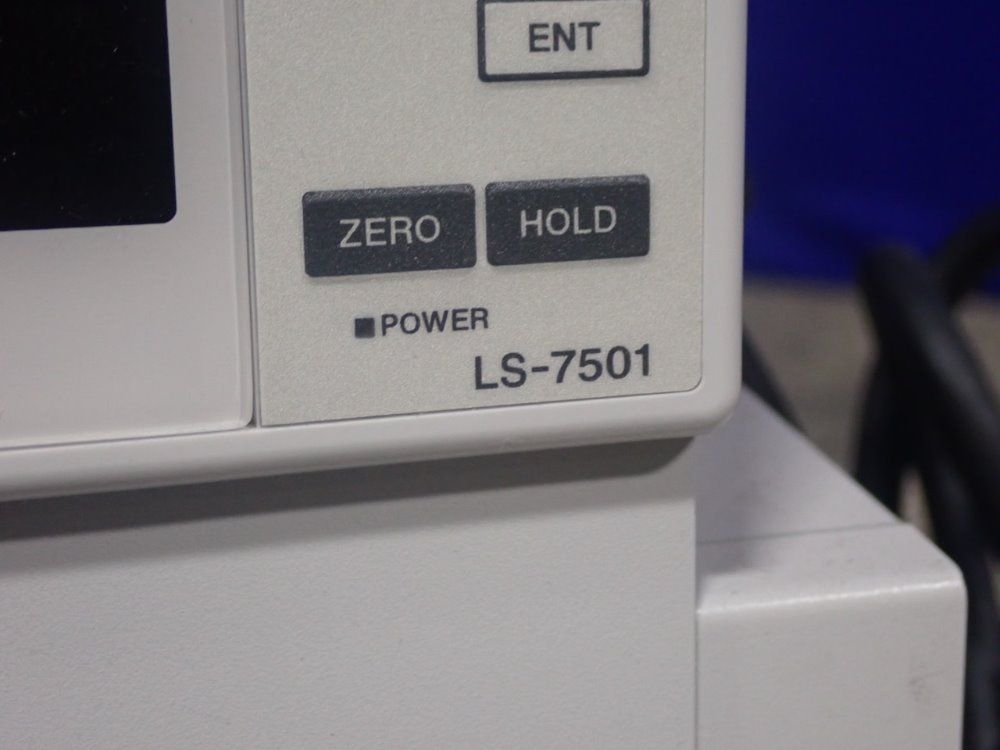 ENT
ZERO HOLD
POWER
LS-7501